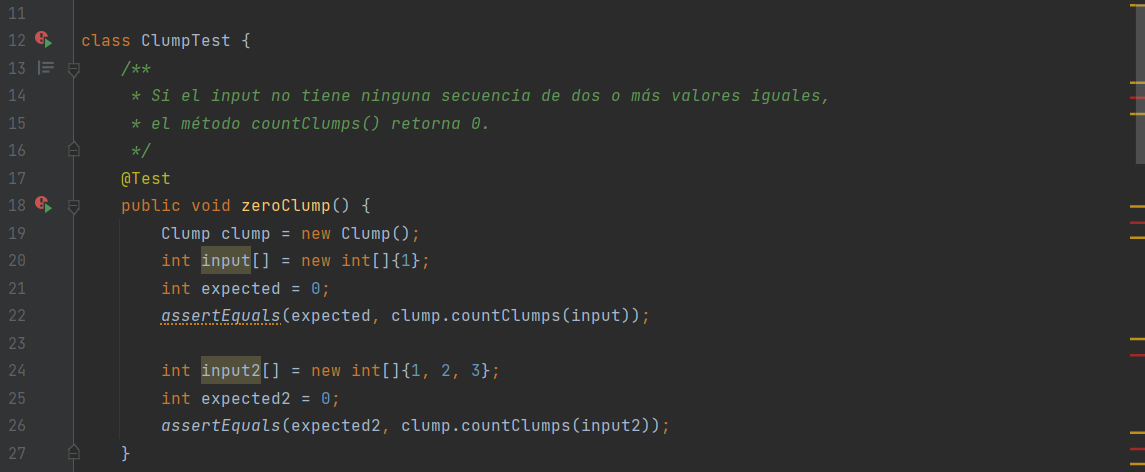 11
12 class ClumpTest {
13 /**
14 * Si el input no tiene ninguna secuencia de dos o más valores iguales,
15 * el método countClumps() retorna 0.
16 */
17 @Test
18 public void zeroClump() {
19 Clump clump = new Clump();
20 int input[] = new int[]{1};
21 int expected = 0;
22 assertEquals(expected, clump.countClumps(input));
23
24 int input2[] = new int[]{1, 2, 3};
25 int expected2 = 0;
26 assertEquals(expected2, clump.countClumps(input2));
27 }